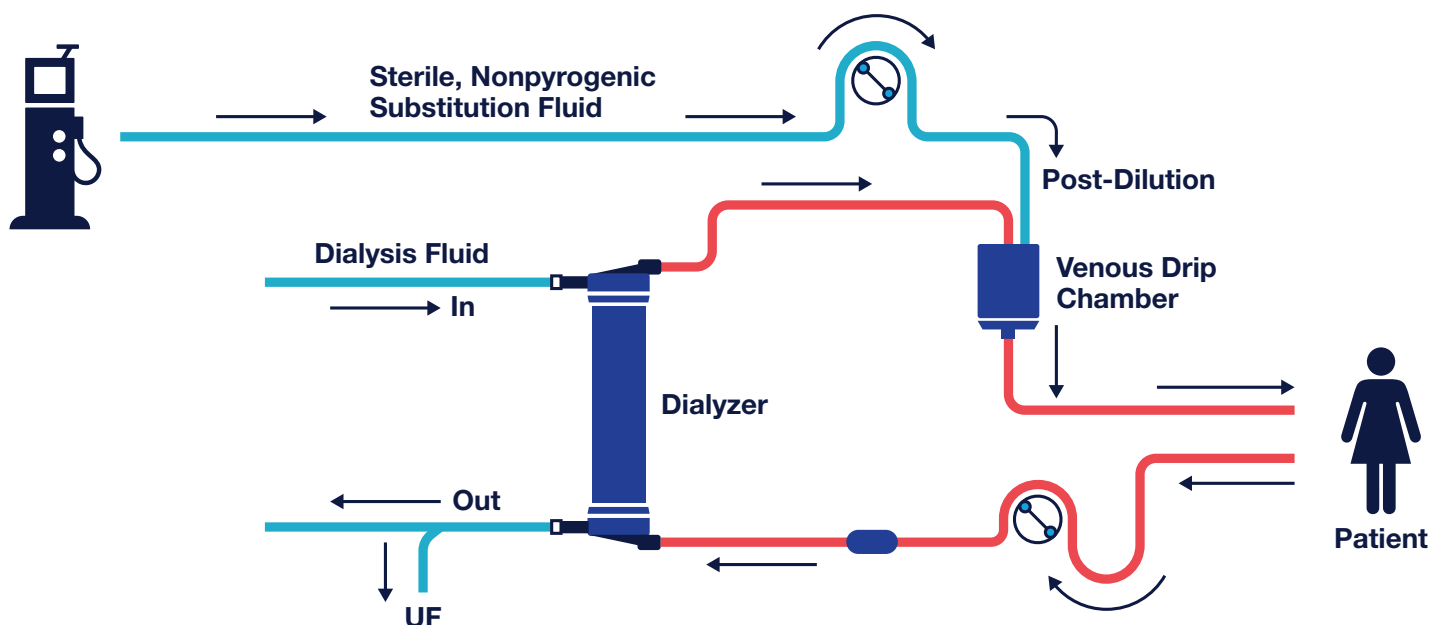 Sterile, Nonpyrogenic
Substitution Fluid
Post-Dilution
Dialysis Fluid
In
Venous Drip
Chamber
Dialyzer
Out
UF
Patient